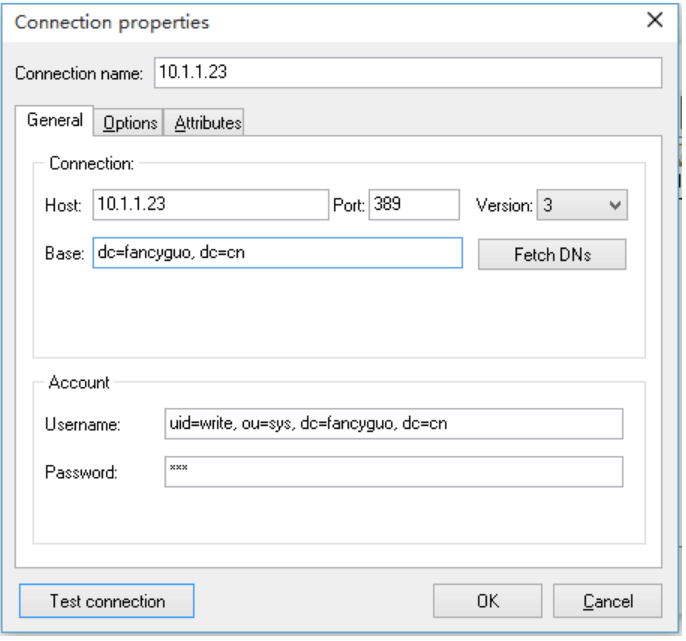 Connection properties
Connection name: 10.1.1.23
General Options Attributes
Connection:
Host: 10.1.1.23 Port: 389 Version: 3
Base: dc=fancyguo, dc=cn Fetch DNs
Account
Username: uid=write, ou=sys, dc=fancyguo, dc=cn
Password: ***
Test connection OK Cancel